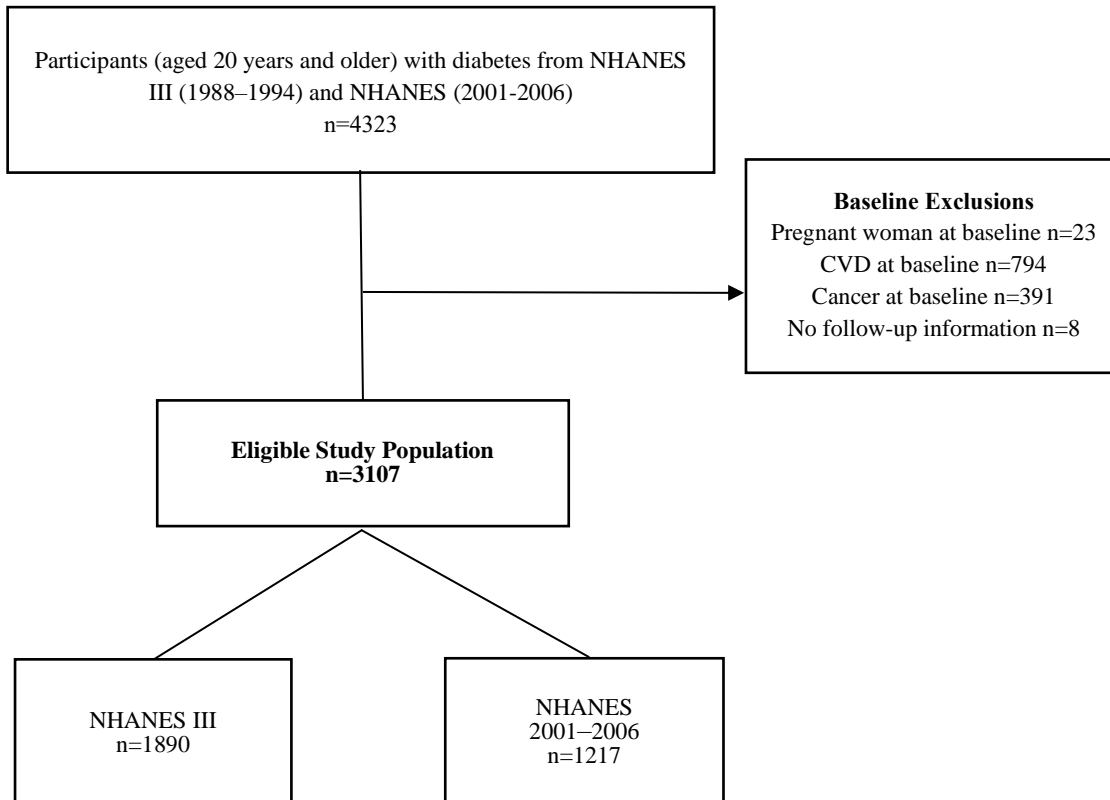 Participants (aged 20 years and older) with diabetes from NHANES
III (1988–1994) and NHANES (2001-2006)
n=4323
Baseline Exclusions
Pregnant woman at baseline n=23
CVD at baseline n=794
Cancer at baseline n=391
No follow-up information n=8
Eligible Study Population
n=3107
NHANES III
n=1890
NHANES
2001–2006
n=1217